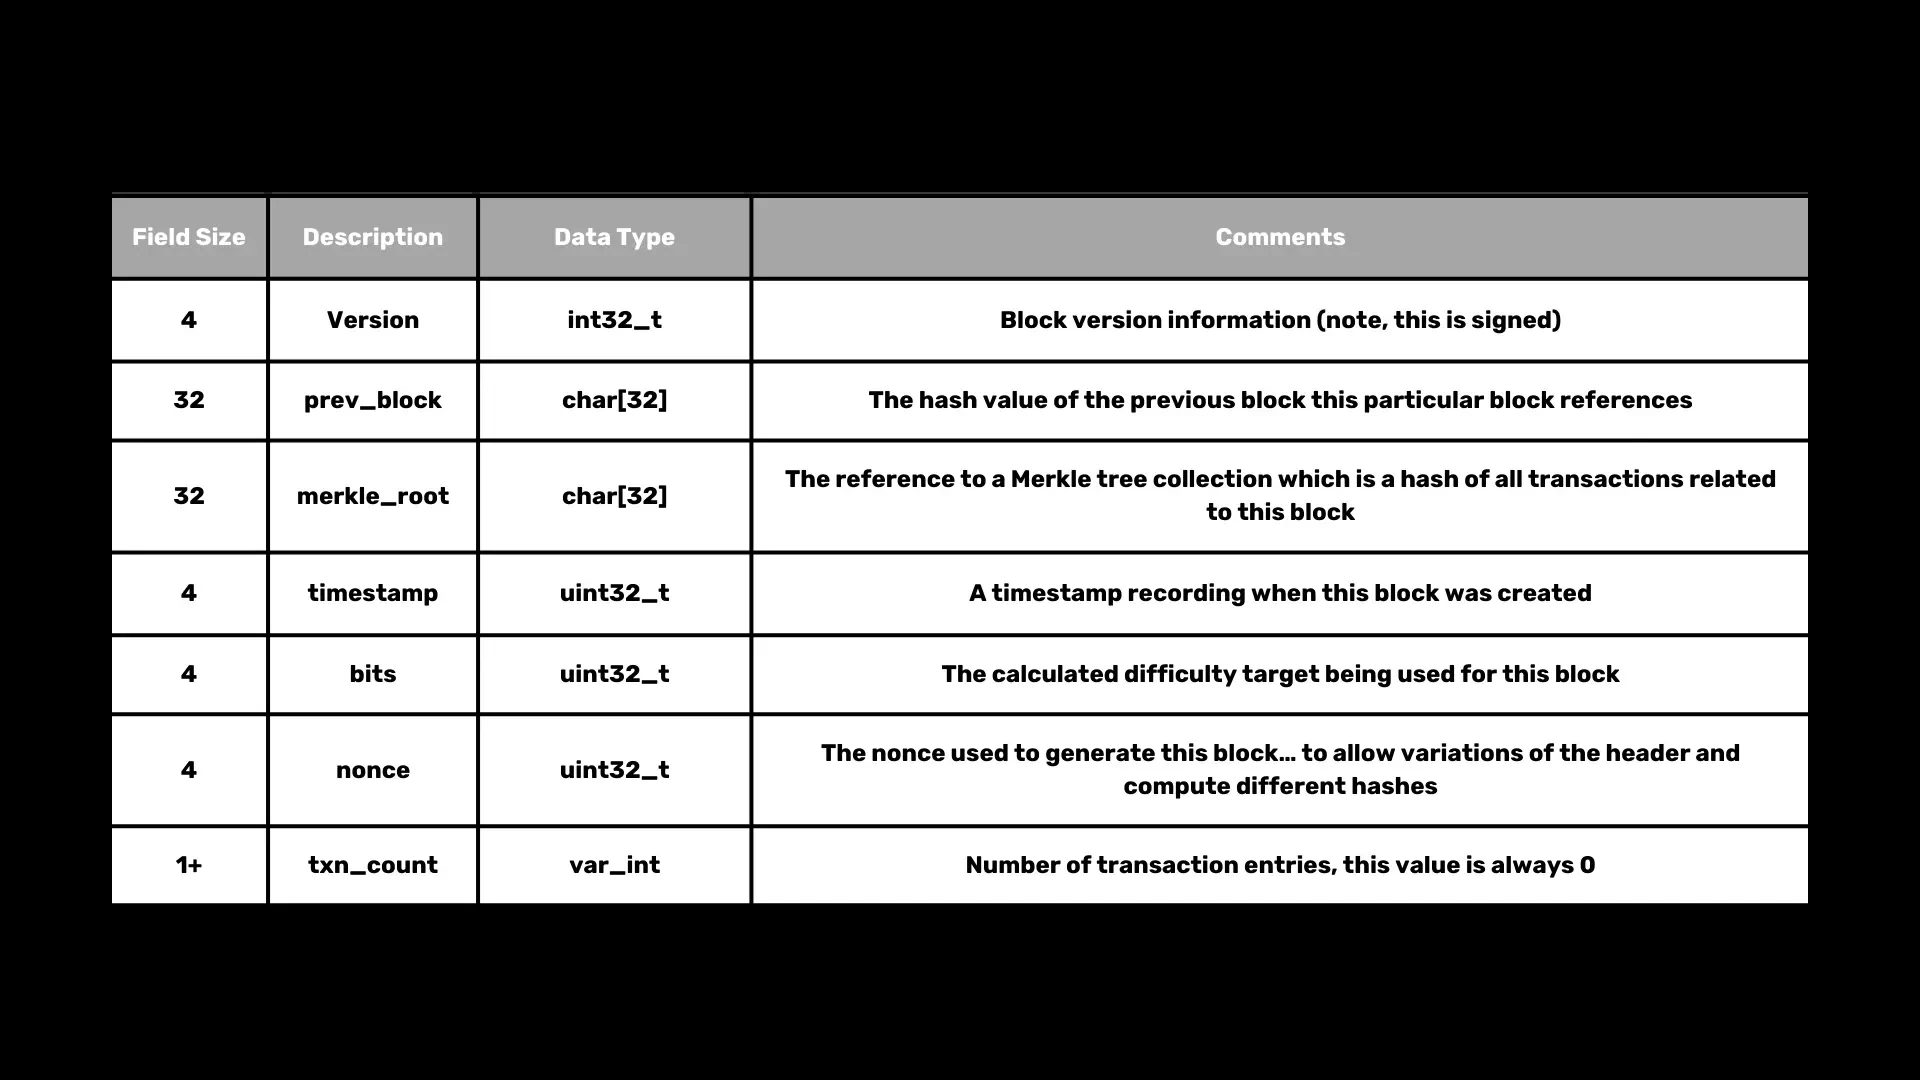 Field Size Description Data Type Comments
4 Version int32_t Block version information (note, this is signed)
32 prev_block char[32] The hash value of the previous block this particular block references
32 merkle_root char[32] The reference to a Merkle tree collection which is a hash of all transactions related
to this block
4 timestamp uint32_t A timestamp recording when this block was created
4 bits uint32_t The calculated difficulty target being used for this block
4 nonce uint32_t The nonce used to generate this block... to allow variations of the header and
compute different hashes
1+ txn_count var_int Number of transaction entries, this value is always 0